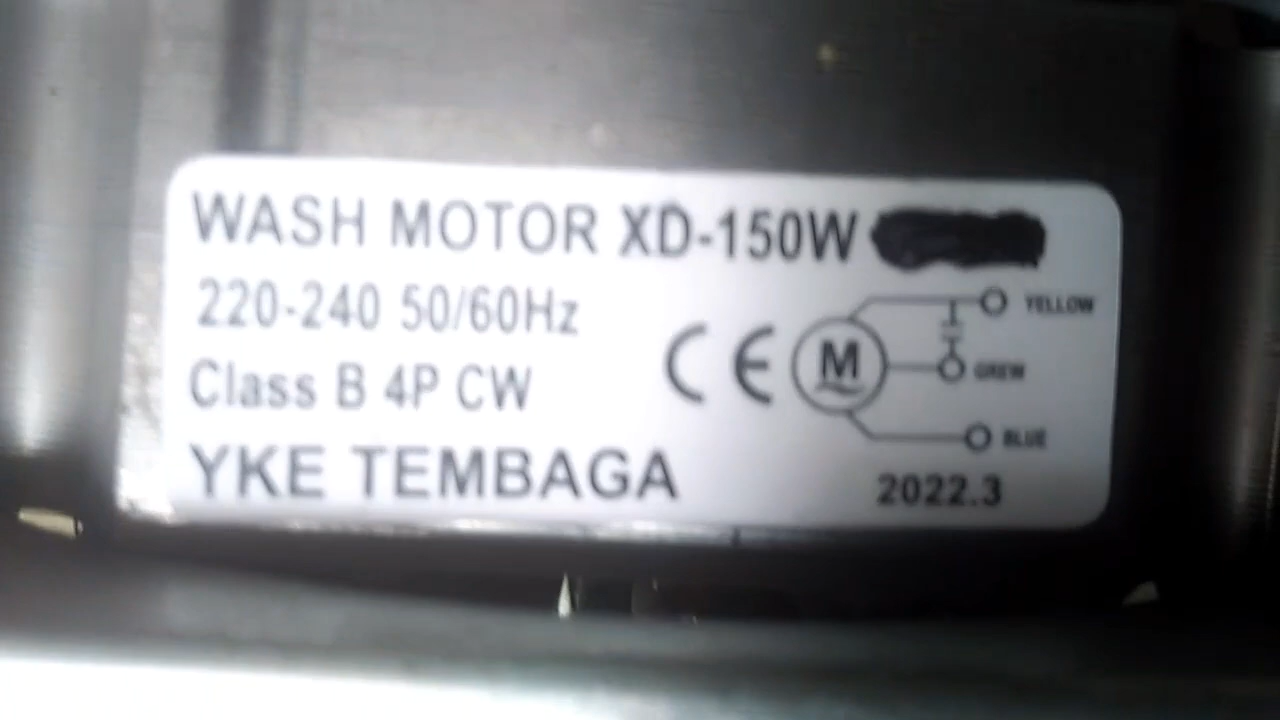 WASH MOTOR XD-150W
220-240 50/60Hz
Class B 4P CW
YKE TEMBAGA
CE
M
YELLOW
GREW
BLUE
2022.3